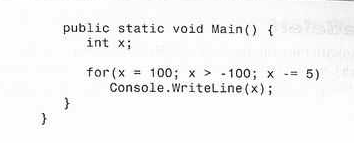 public static void Main() {
int x;
for(x = 100; x > -100; x -= 5)
Console.WriteLine(x);
}
}